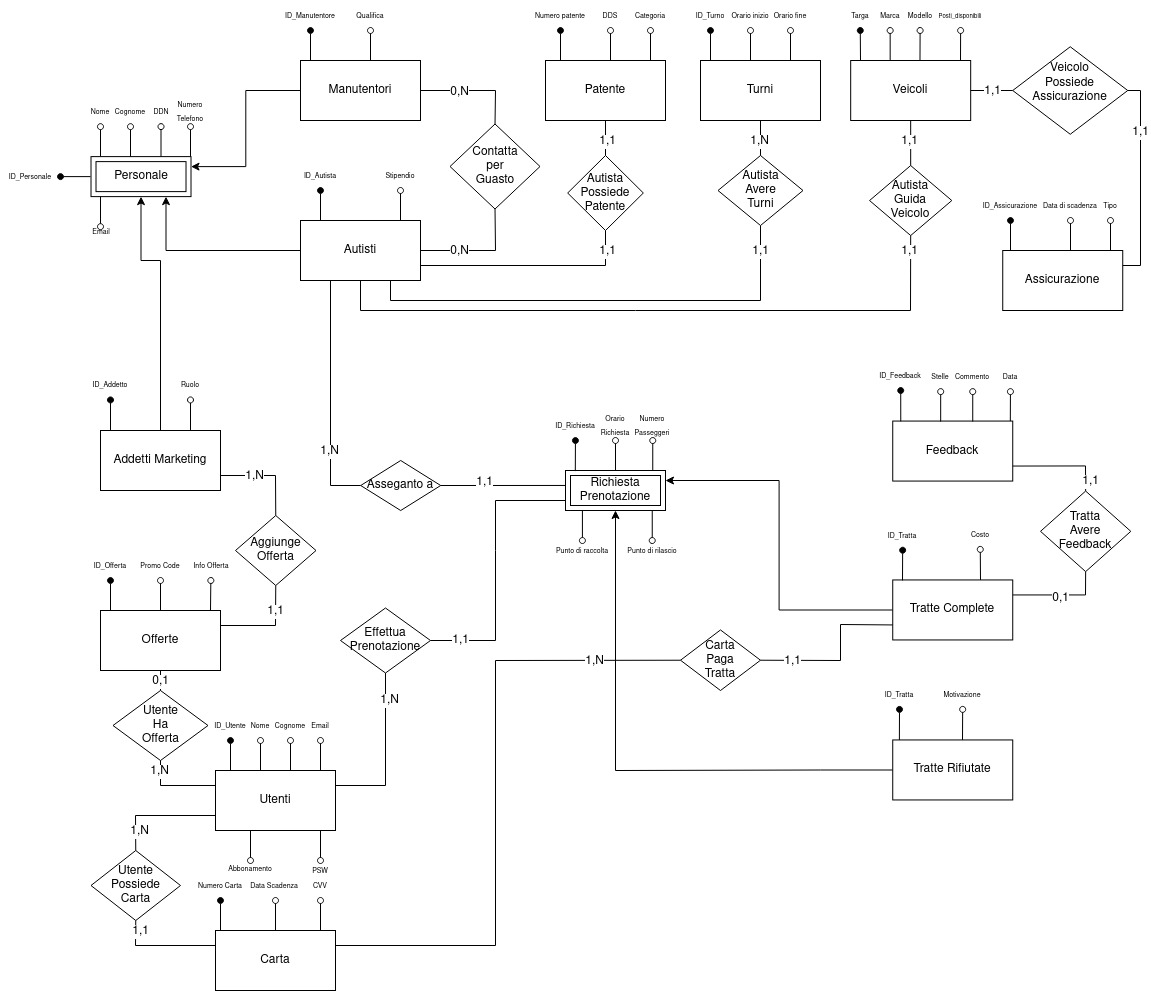 ID_Manutentore
Qualifica
Manutentori
Numero patente
DDS
Categoria
Patente
ID_Turno
Orario inizio
Orario fine
Turni
Targa
Marca
Modello
Posti_disponibili
Veicoli
1,1
Veicolo
Possiede
Assicurazione
1,1
0,N
Contatta
per
Guasto
0,N
Nome
Cognome
DDN
Numero
Telefono
ID_Personale
Personale
Email
ID_Autista
Stipendio
Autisti
1,1
Autista
Possiede
Patente
1,1
1,N
Autista
Avere
Turni
1,1
1,1
Autista
Guida
Veicolo
1,1
ID_Assicurazione
Data di scadenza
Tipo
Assicurazione
ID_Addetto
Ruolo
Addetti Marketing
1,N
1,N
Asseganto a
1,1
ID_Richiesta
Orario
Richiesta
Numero
Passeggeri
Richiesta
Prenotazione
Punto di raccolta
Punto di rilascio
ID_Feedback
Stelle
Commento
Data
Feedback
1,1
Tratta
Avere
Feedback
0,1
Aggiunge
Offerta
1,1
ID_Offerta
Promo Code
Info Offerta
Offerte
0,1
Utente
Ha
Offerta
1,N
Effettua
Prenotazione
1,1
1,N
ID_Tratta
Costo
Tratte Complete
1,N
Carta
Paga
Tratta
1,1
ID_Tratta
Motivazione
Tratte Rifiutate
ID_Utente
Nome
Cognome
Email
Utenti
Abbonamento
PSW
1,N
Utente
Possiede
Carta
1,1
Numero Carta
Data Scadenza
CVV
Carta